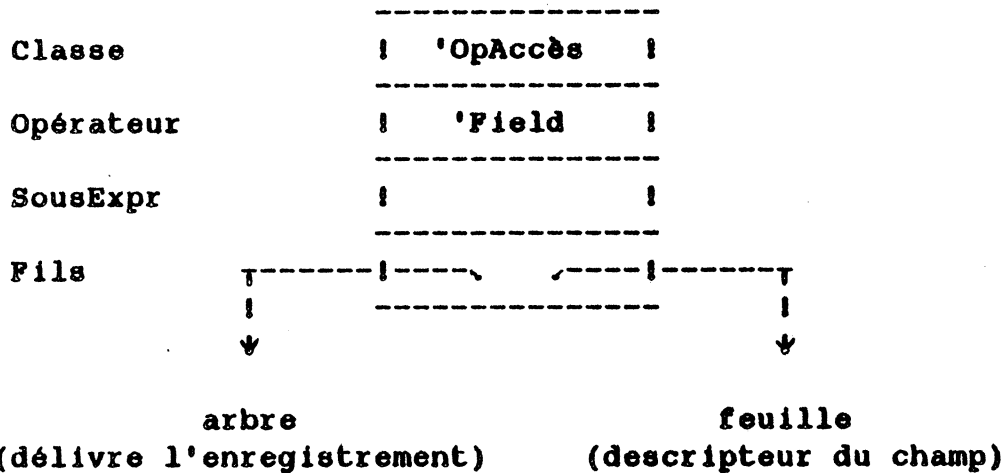 Classe ! 'OpAccès !
Opérateur ! 'Field !
SousExpr ! !
Fils
arbre feuille
(délivre l'enregistrement) (descripteur du champ)